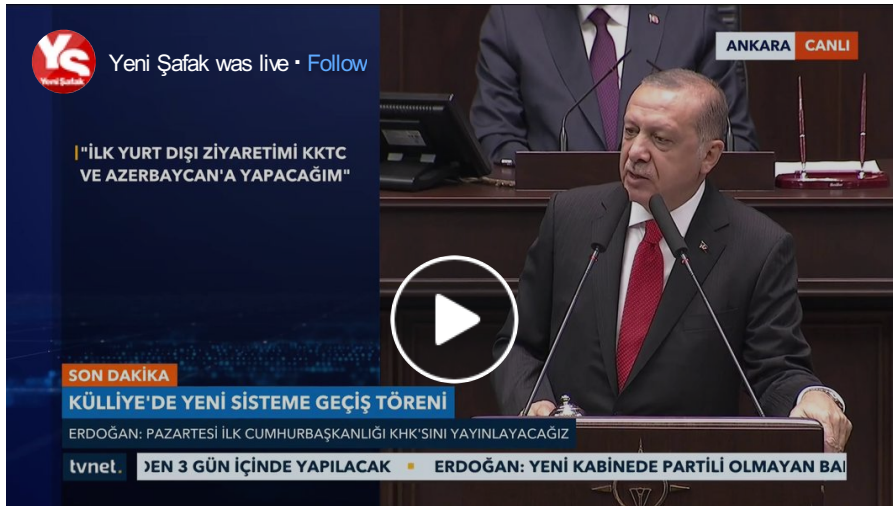 Yeni Şafak
Yeni Şafak was live · Follow
ANKARA CANLI
"İLK YURT DIŞI ZİYARETİMİ KKTC
VE AZERBAYCAN'A YAPACAĞIM"
SON DAKİKA
KÜLLİYE'DE YENİ SİSTEME GEÇİŞ TÖRENİ
ERDOĞAN: PAZARTESİ İLK CUMHURBAŞKANLIĞI KHK'SINI YAYINLAYACAĞIZ
tvnet. DEN 3 GÜN İÇİNDE YAPILACAK ▪ ERDOĞAN: YENİ KABİNEDE PARTİLİ OLMAYAN